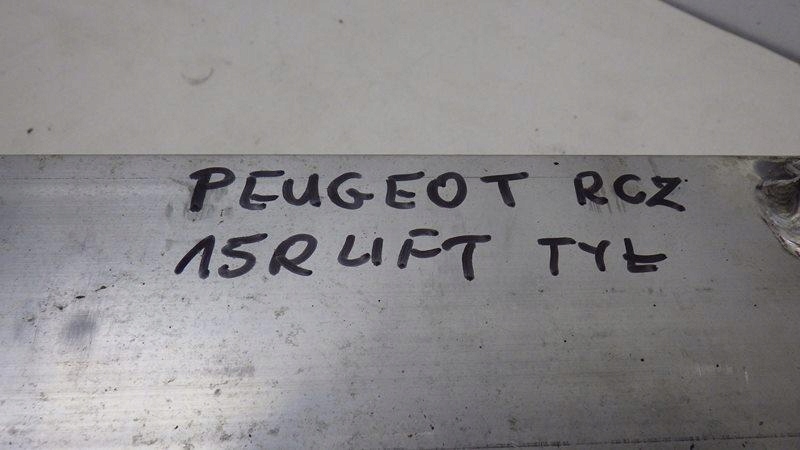 PEUGEOT RCZ
15R LIFT TYŁ